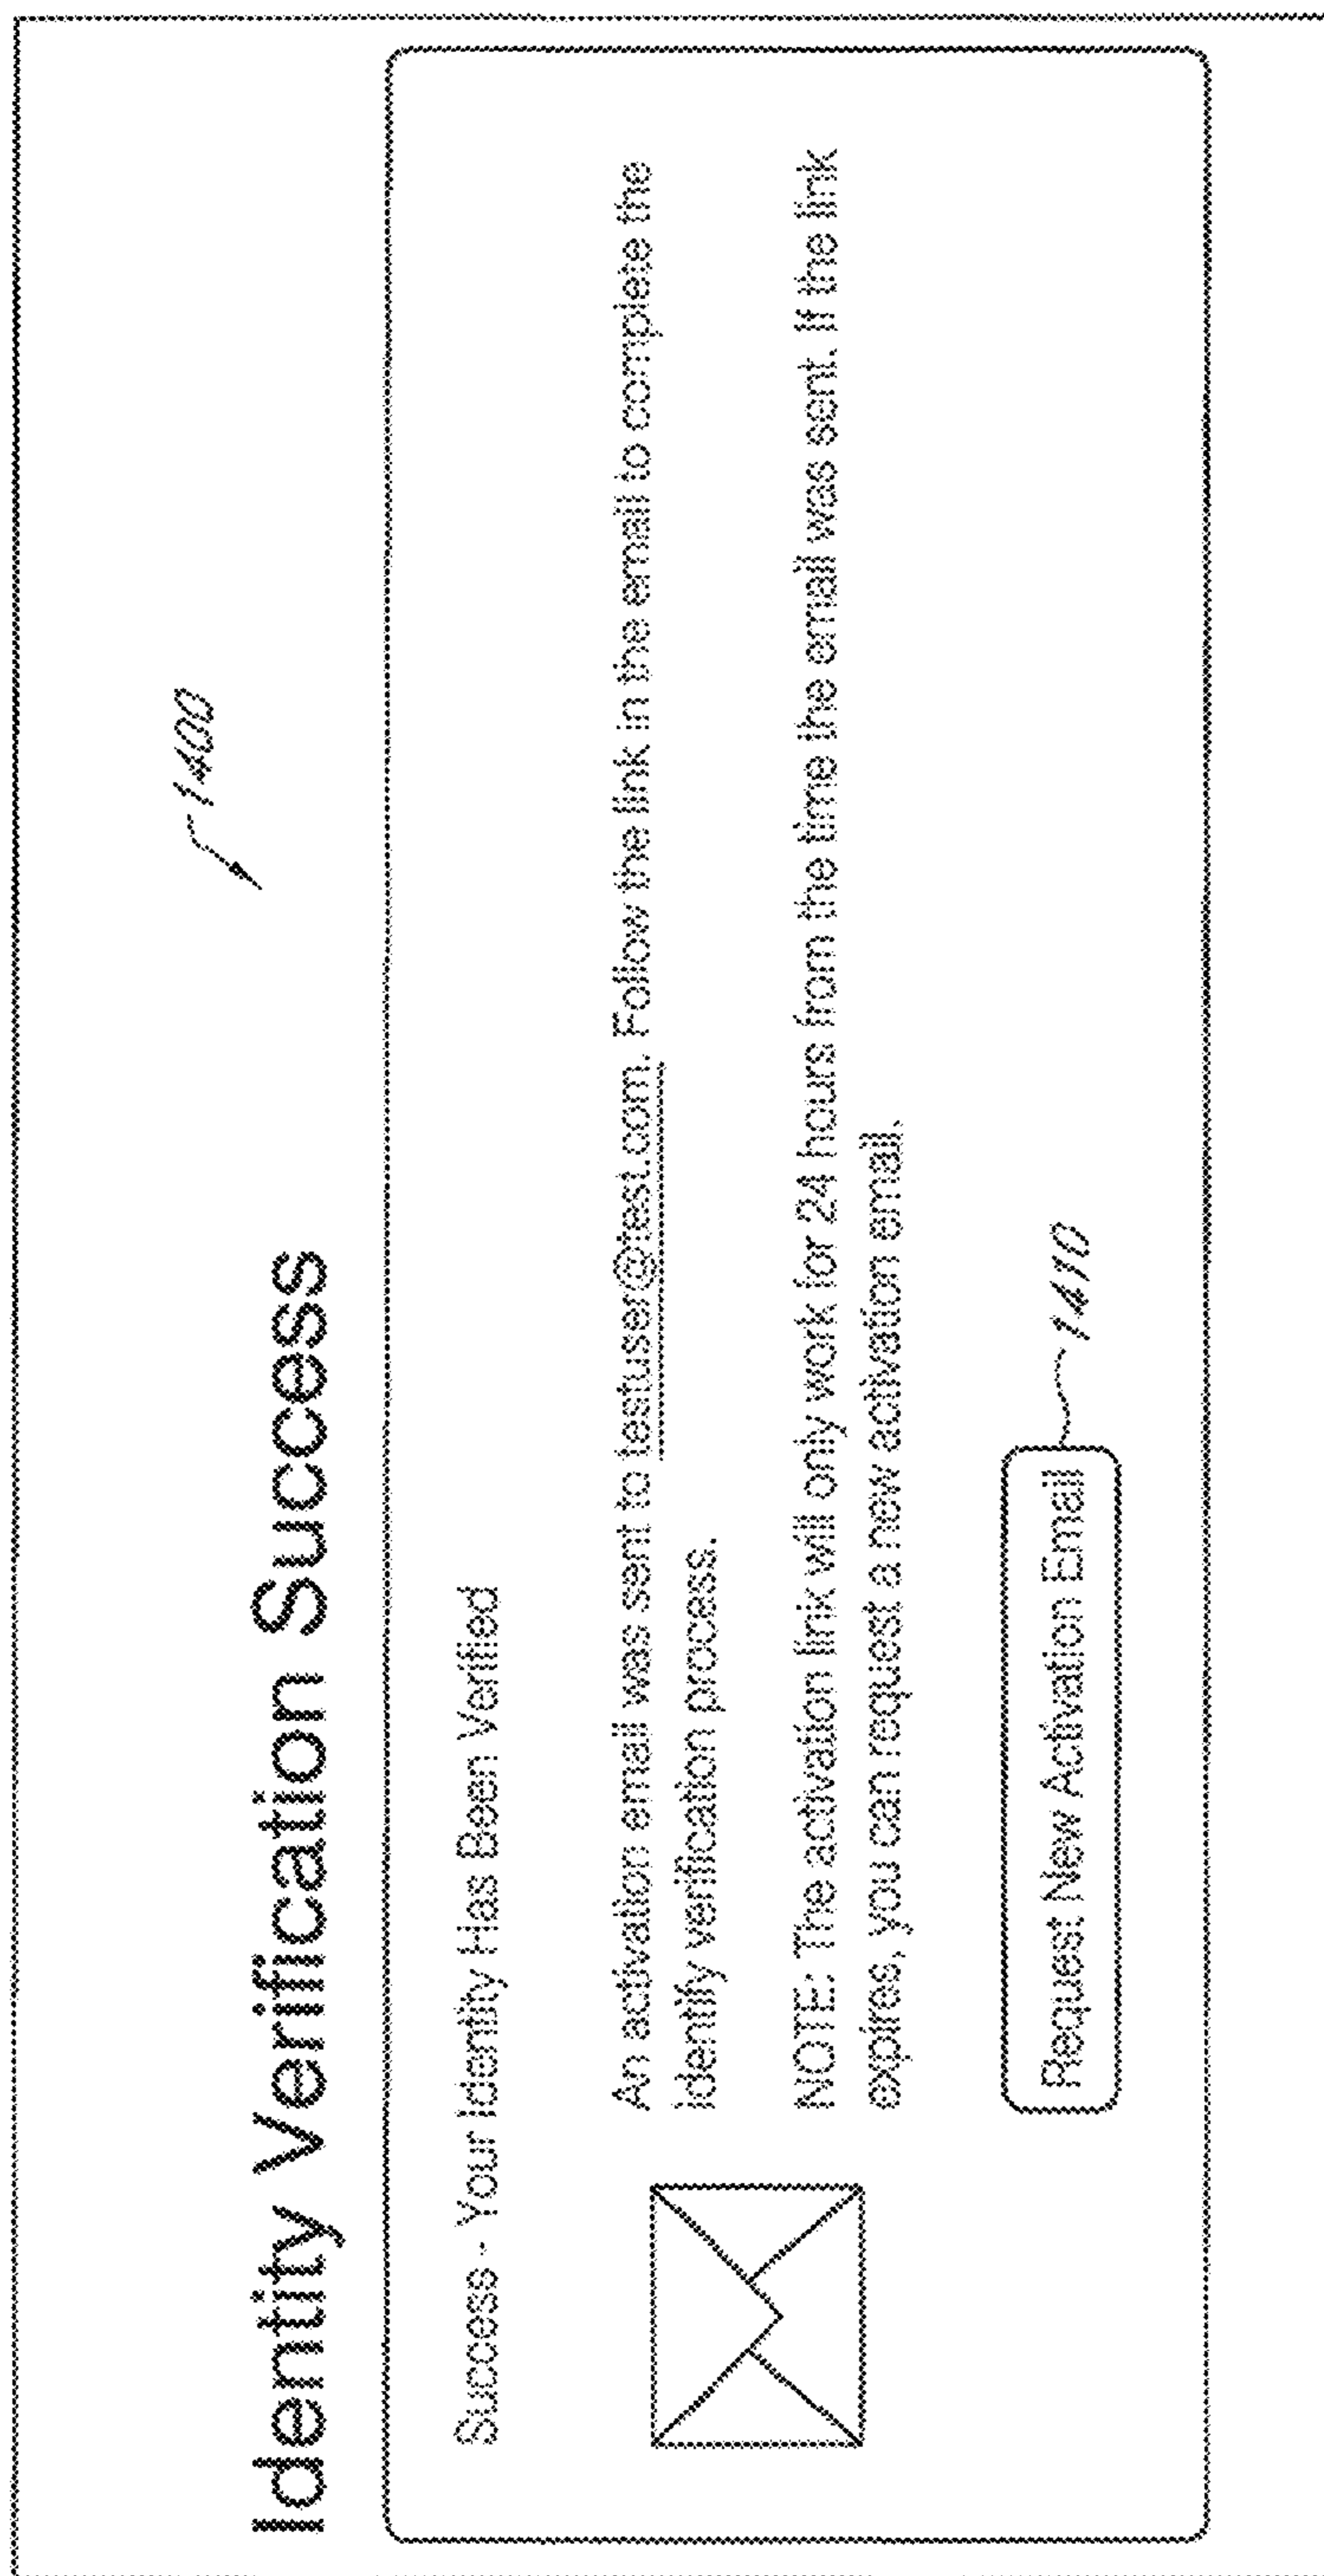 1400
Identity Verification Success
Success - Your Identity Has Been Verified
An activation email was sent to testuser@test.com. Follow the link in the email to complete the
identify verification process.
NOTE: The activation link will only work for 24 hours from the time the email was sent. If the link
expires, you can request a new activation email.
Request New Activation Email
1410